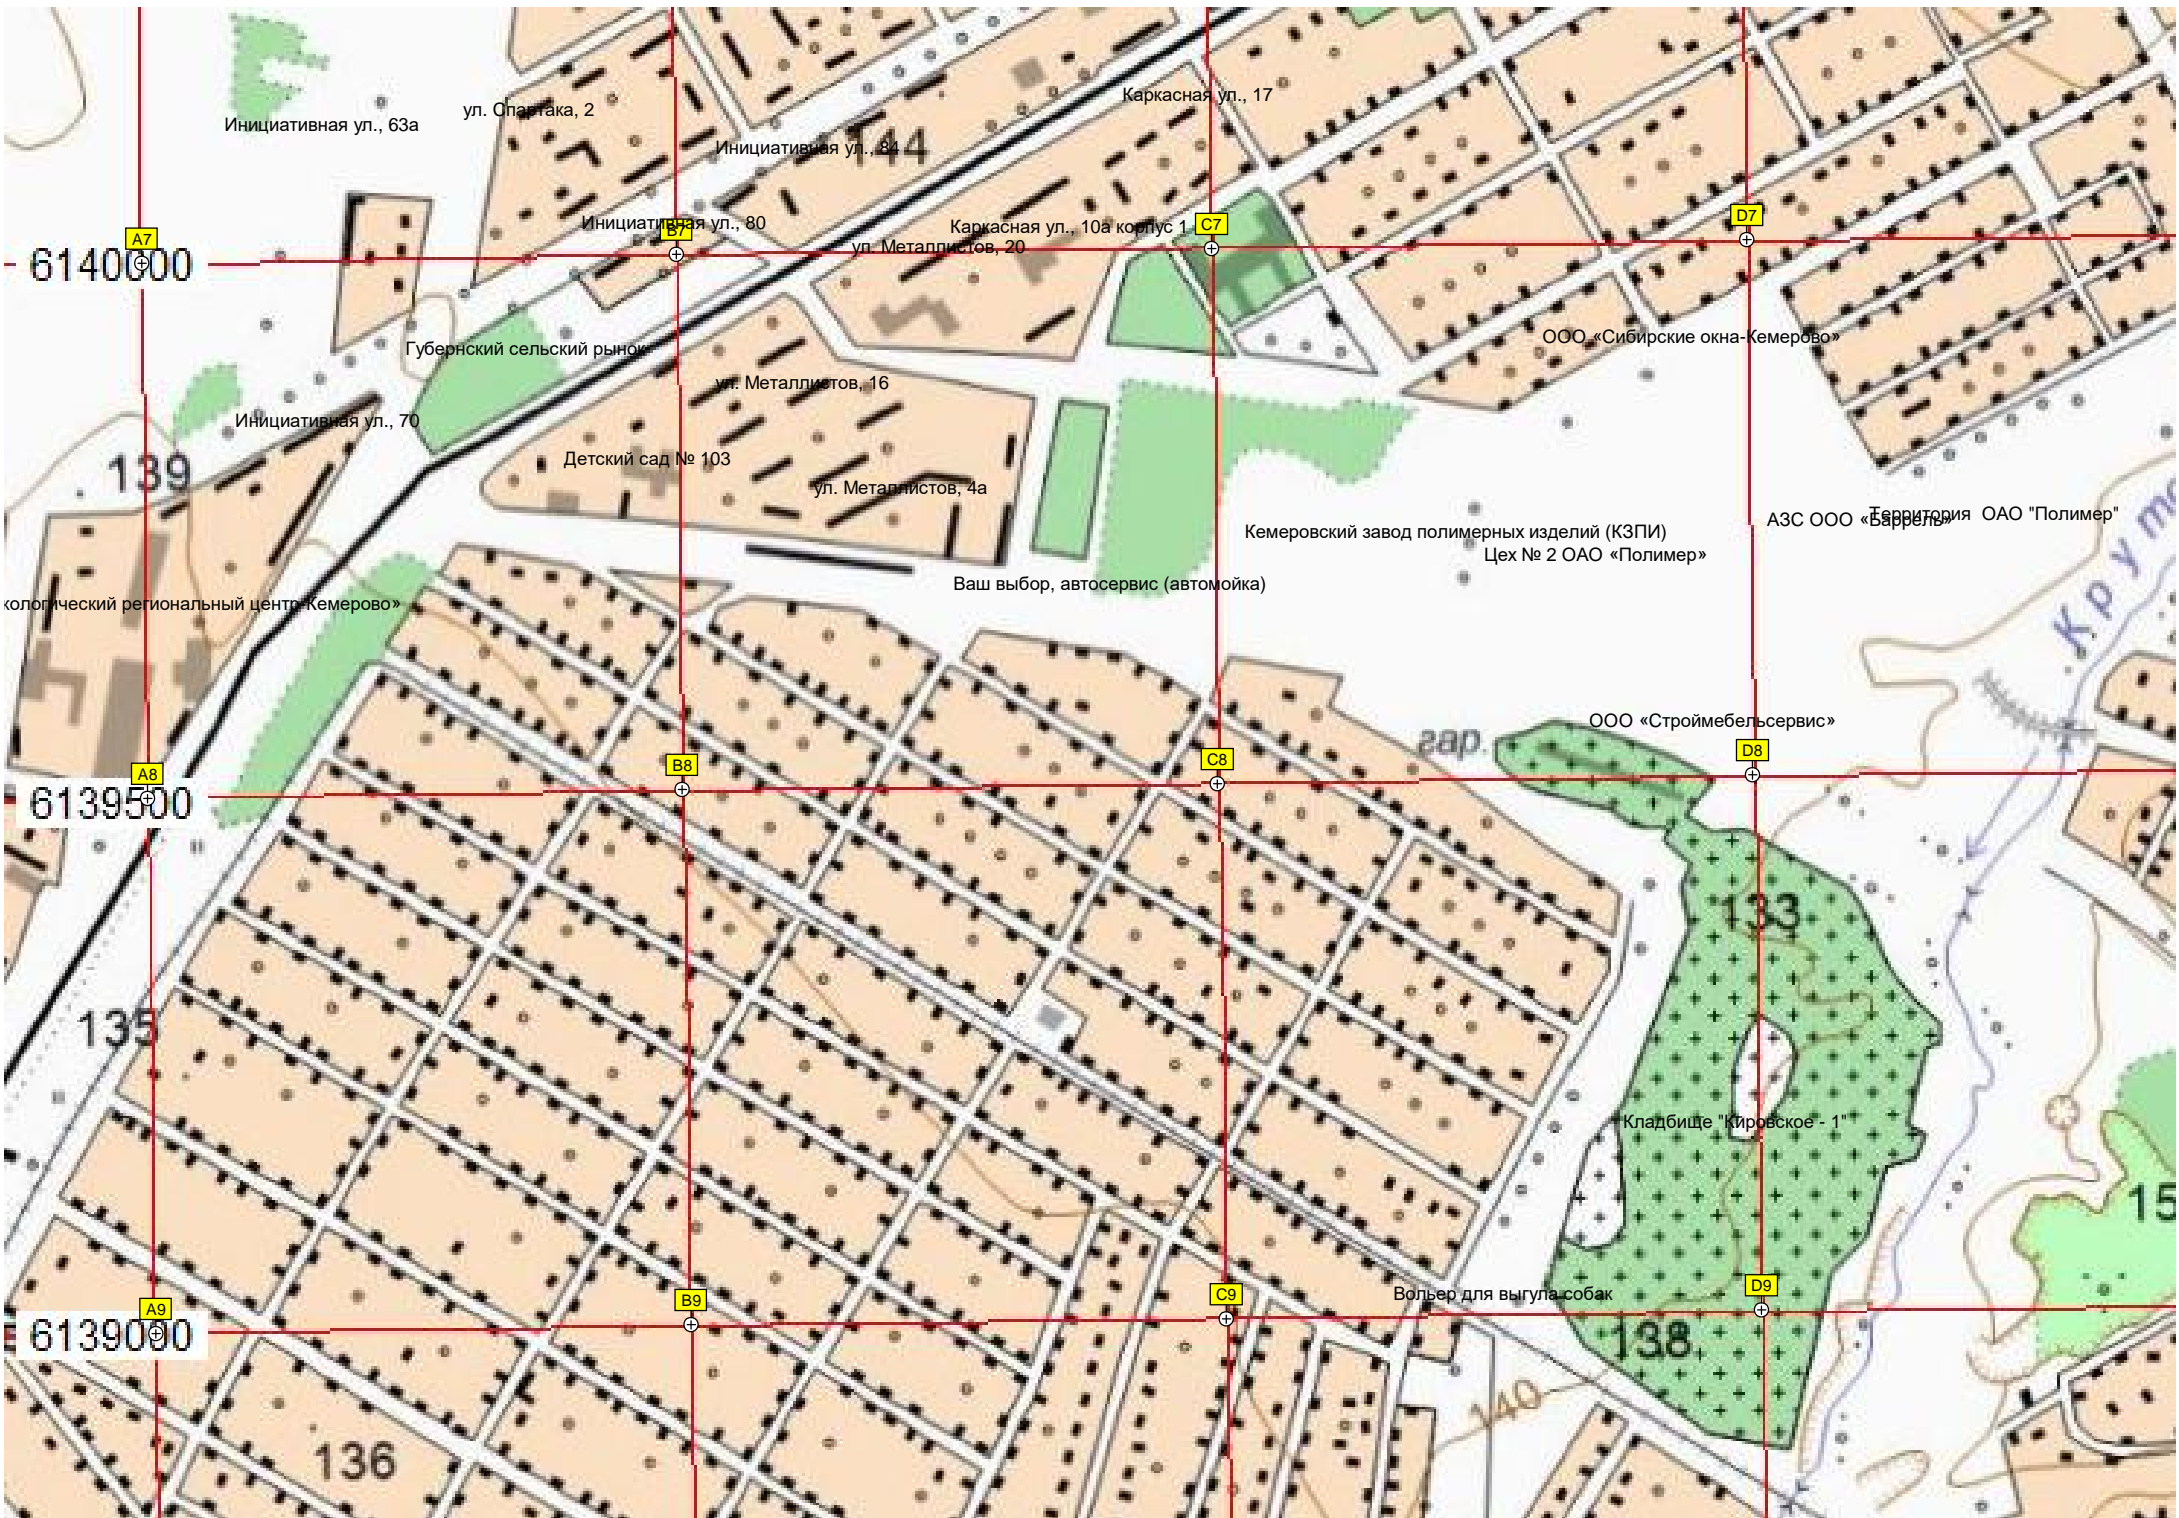 Каркасная ул., 17
ул. Спартака, 2
Инициативная ул., 63а
144
Инициативная ул., 84
D7
C7
Инициативная ул., 80
B7
Каркасная ул., 10а корпус 1
A7
ул. Металлистов, 20
6140000
ООО «Сибирские окна-Кемерово»
Губернский сельский рынок
ул. Металлистов, 16
Инициативная ул., 70
Детский сад № 103
139
ул. Металлистов, 4а
Территория ОАО "Полимер"
АЗС ООО «Баррель»
Кемеровский завод полимерных изделий (КЗПИ)
Цех № 2 ОАО «Полимер»
Ваш выбор, автосервис (автомойка)
кологический региональный центр-Кемерово»
Круто
ООО «Строймебельсервис»
гар.
D8
C8
B8
A8
6139500
133
135
Кладбище "Кировское - 1"
15
D9
Вольер для выгула собак
C9
B9
A9
6139000
138
140
136